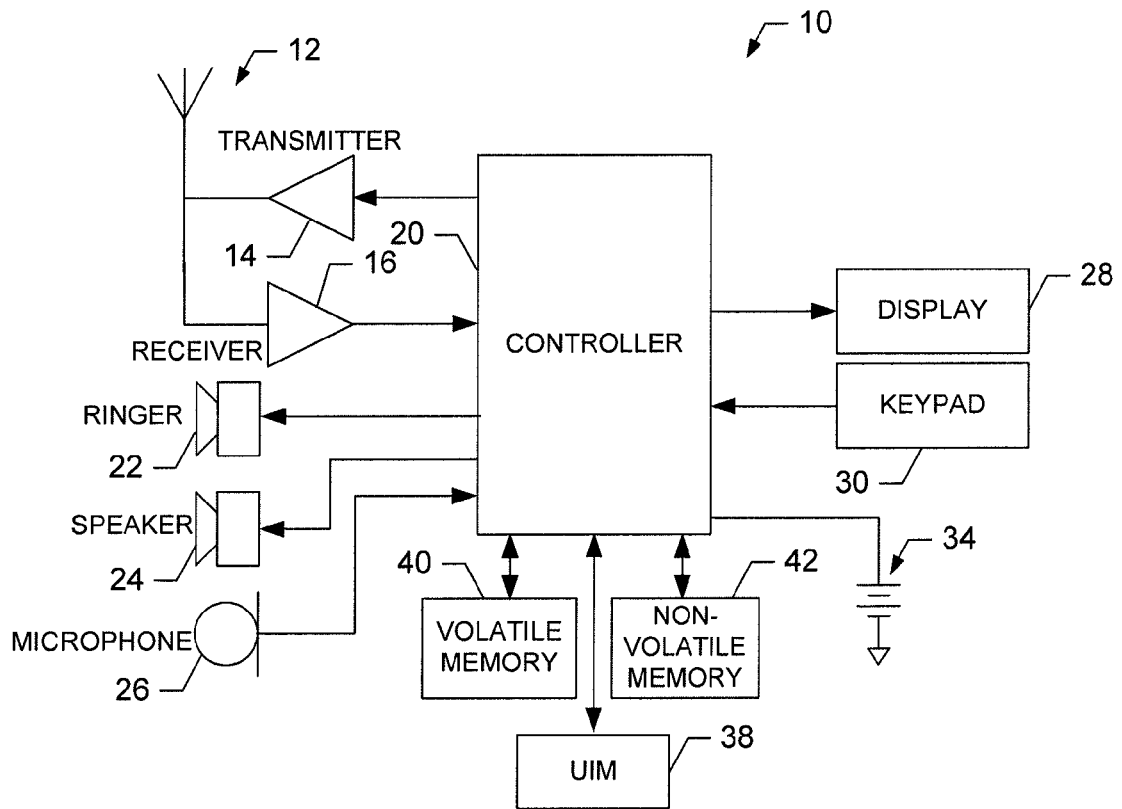 10
12
TRANSMITTER
14
20
16
RECEIVER
CONTROLLER
DISPLAY
28
RINGER
22
KEYPAD
30
SPEAKER
24
34
40
42
MICROPHONE
26
VOLATILE
MEMORY
NON-
VOLATILE
MEMORY
UIM
38